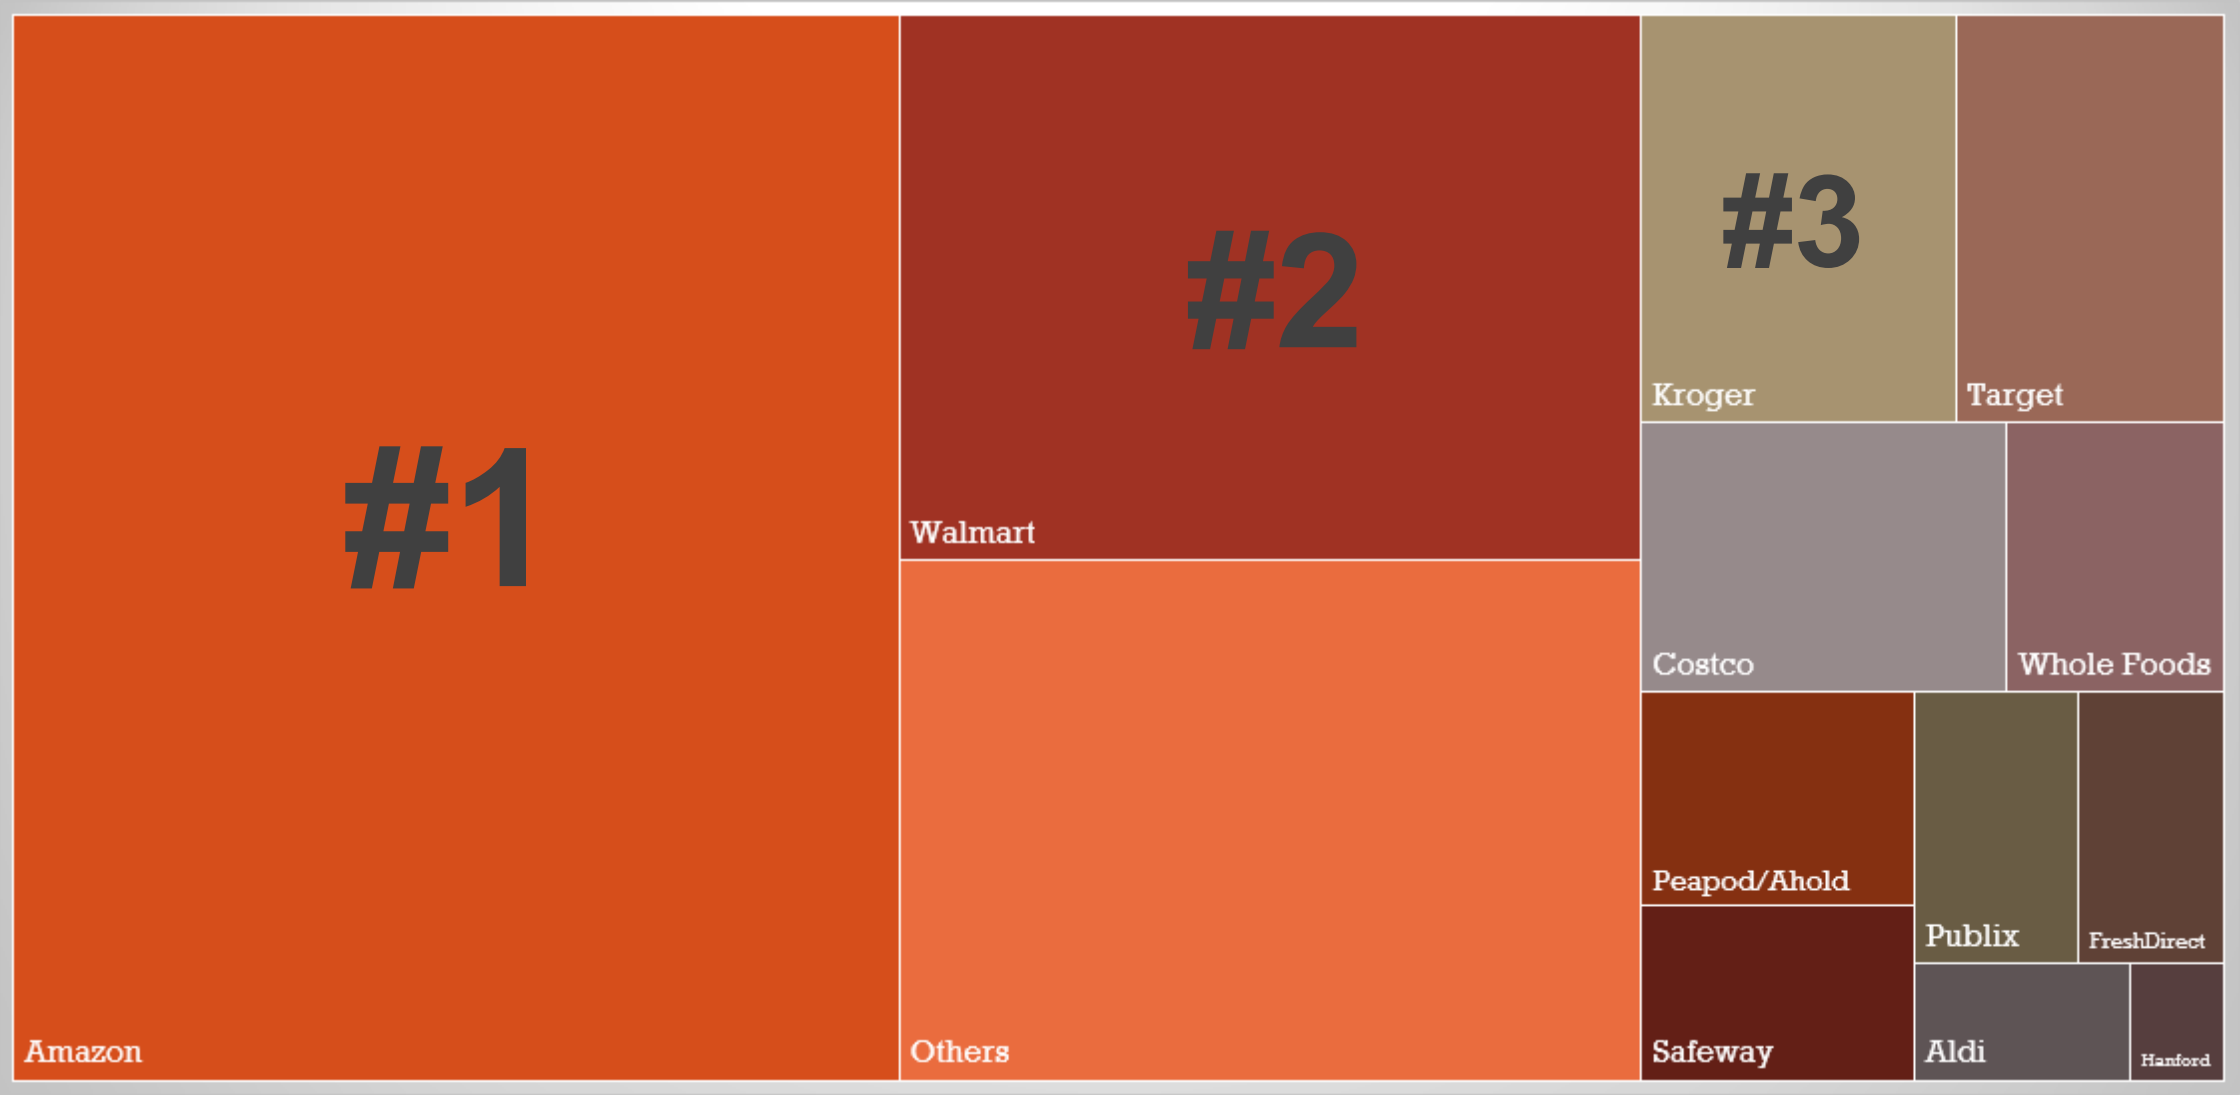 #1
Amazon
#2
Walmart
Others
#3
Kroger
Target
Costco
Whole Foods
Peapod/Ahold
Safeway
Publix
FreshDirect
Aldi
Hanford